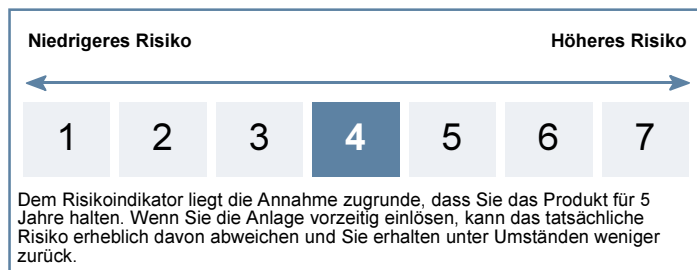 Niedrigeres Risiko Höheres Risiko
1 2 3 4 5 6 7
Dem Risikoindikator liegt die Annahme zugrunde, dass Sie das Produkt für 5
Jahre halten. Wenn Sie die Anlage vorzeitig einlösen, kann das tatsächliche
Risiko erheblich davon abweichen und Sie erhalten unter Umständen weniger
zurück.